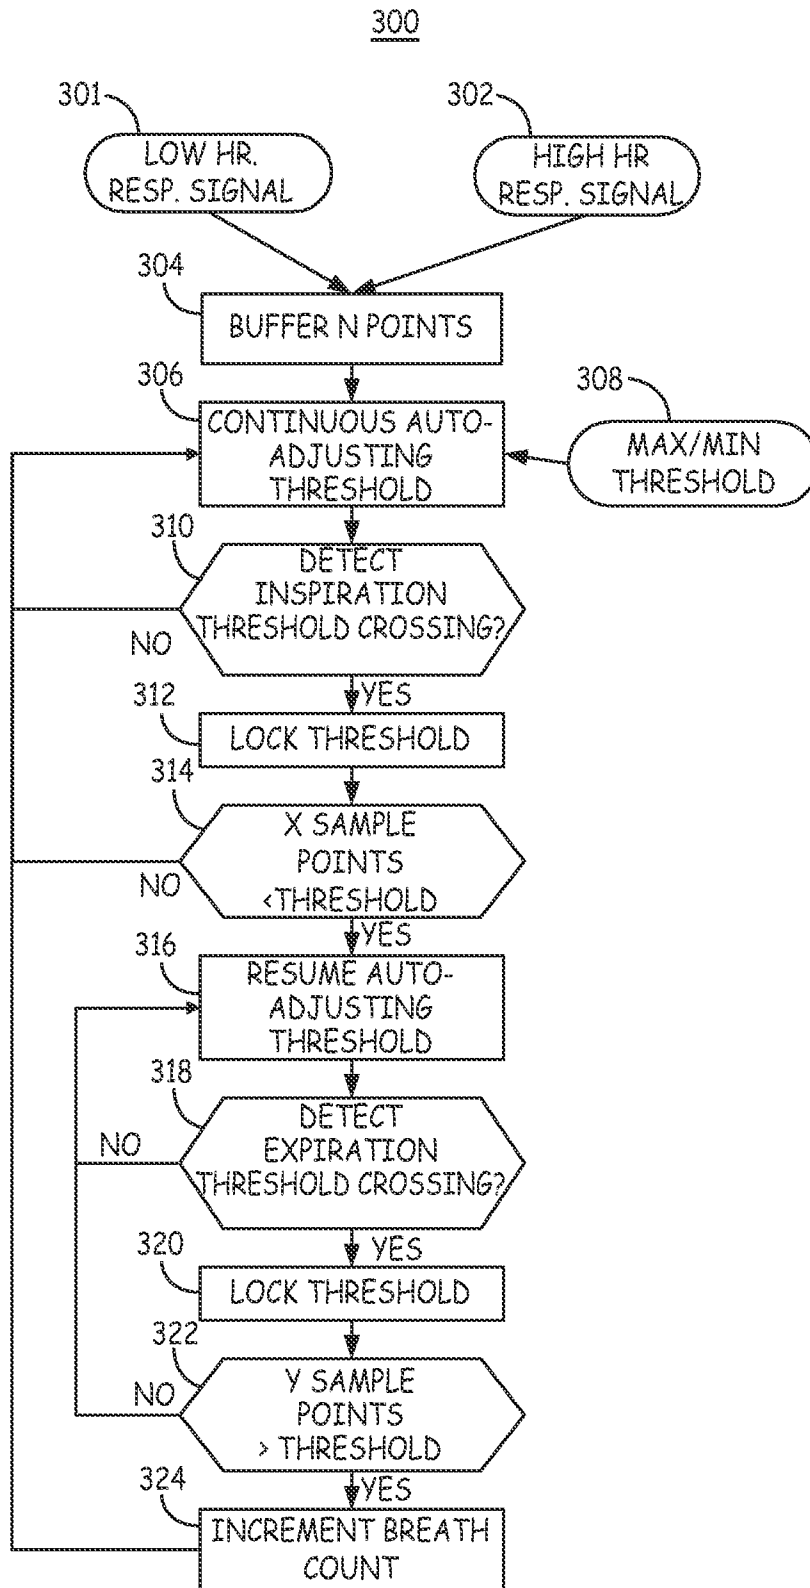 300
301
302
LOW HR.
RESP. SIGNAL
HIGH HR
RESP. SIGNAL
304
BUFFER N POINTS
306
308
CONTINUOUS AUTO-
ADJUSTING
THRESHOLD
MAX/MIN
THRESHOLD
310
DETECT
INSPIRATION
THRESHOLD CROSSING?
NO
YES
312
LOCK THRESHOLD
314
X SAMPLE
POINTS
<THRESHOLD
NO
YES
316
RESUME AUTO-
ADJUSTING
THRESHOLD
318
DETECT
EXPIRATION
THRESHOLD CROSSING?
NO
YES
320
LOCK THRESHOLD
322
Y SAMPLE
POINTS
> THRESHOLD
NO
YES
324
INCREMENT BREATH
COUNT